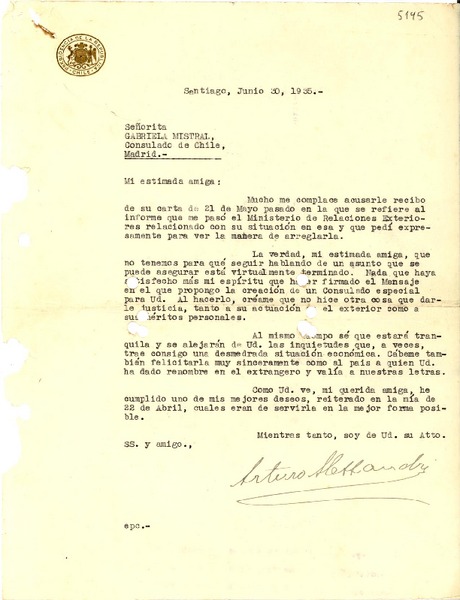 5145
PRESIDENCIA DE LA REPUBLICA
CHILE
Santiago, Junio 30, 1935.-
Señorita
GABRIELA MISTRAL,
Consulado de Chile,
Madrid.-
Mi estimada amiga:
Mucho me complace acusarle recibo
de su carta de 21 de Mayo pasado en la que se refiere al
informe que me pasó el Ministerio de Relaciones Exterio-
res relacionado con su situación en esa y que pedí expre-
samente para ver la manera de arreglarla.
La verdad, mi estimada amiga, que
no tenemos para qué seguir hablando de un asunto que se
puede asegurar está virtualmente terminado. Nada que haya
tisfecho más mi espíritu que haber firmado el Mensaje
en el que propongo la creación de un Consulado especial
para Ud. Al hacerlo, créame que no hice otra cosa que dar-
le justicia, tanto a su actuación el exterior como a
sus méritos personales.
Al mismo tiempo sé que estará tran-
quila y se alejarán de Ud. las inquietudes que, a veces,
trae consigo una desmedrada situación económica. Cábeme tam-
bién felicitarla muy sinceramente como al país a quien Ud.
ha dado renombre en el extrangero y valía a nuestras letras.
Como Ud. ve, mi querida amiga, he
cumplido uno de mis mejores deseos, reiterado en la mía de
22 de Abril, cuales eran de servirla en la mejor forma posi-
ble.
Mientras tanto, soy de Ud. su Atto.
SS. y amigo.,
Arturo Alessandri
epc.-